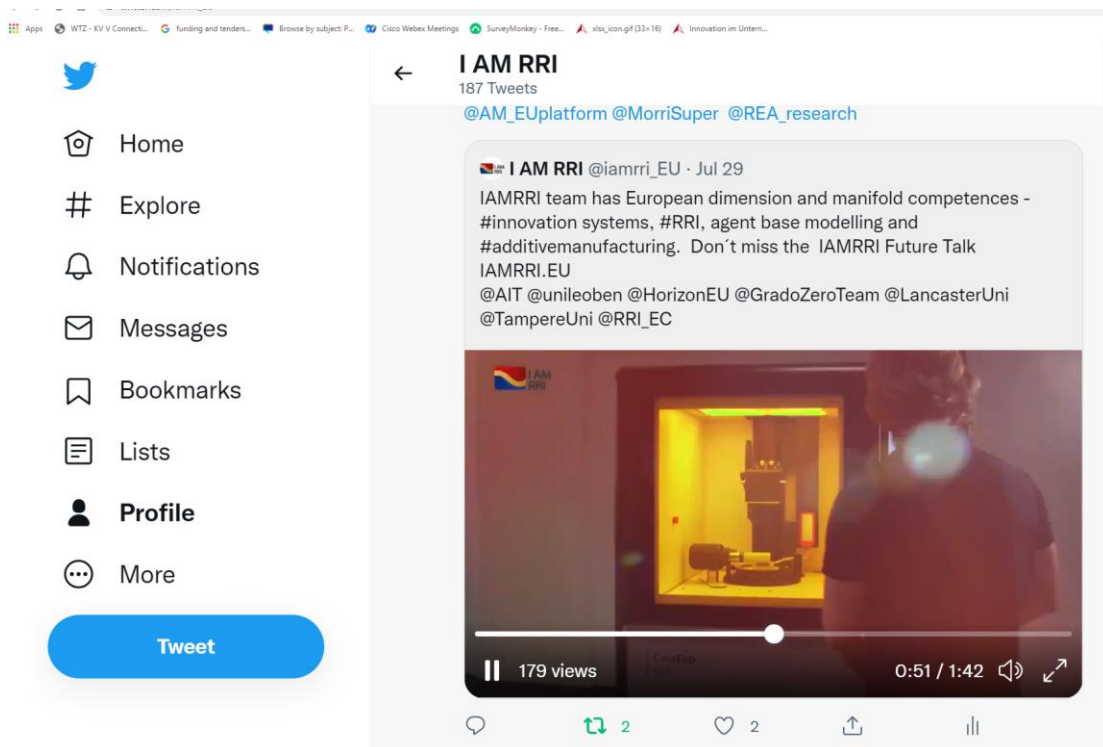 Apps WTZ - KV V Connecti... funding and tenders... Browse by subject: P... Cisco Webex Meetings SurveyMonkey - Free... xlsx_icon.gif (33×16) Innovation im Untern...
I AM RRI
187 Tweets
Home
Explore
Notifications
Messages
Bookmarks
Lists
Profile
More
Tweet
@AM_EUplatform @MorriSuper @REA_research
I AM RRI @iamrri_EU · Jul 29
IAMRRI team has European dimension and manifold competences -
#innovation systems, #RRI, agent base modelling and
#additivemanufacturing. Don´t miss the IAMRRI Future Talk
IAMRRI.EU
@AIT @unileoben @HorizonEU @GradoZeroTeam @LancasterUni
@TampereUni @RRI_EC
I AM
RRI
179 views
0:51 / 1:42
2
2